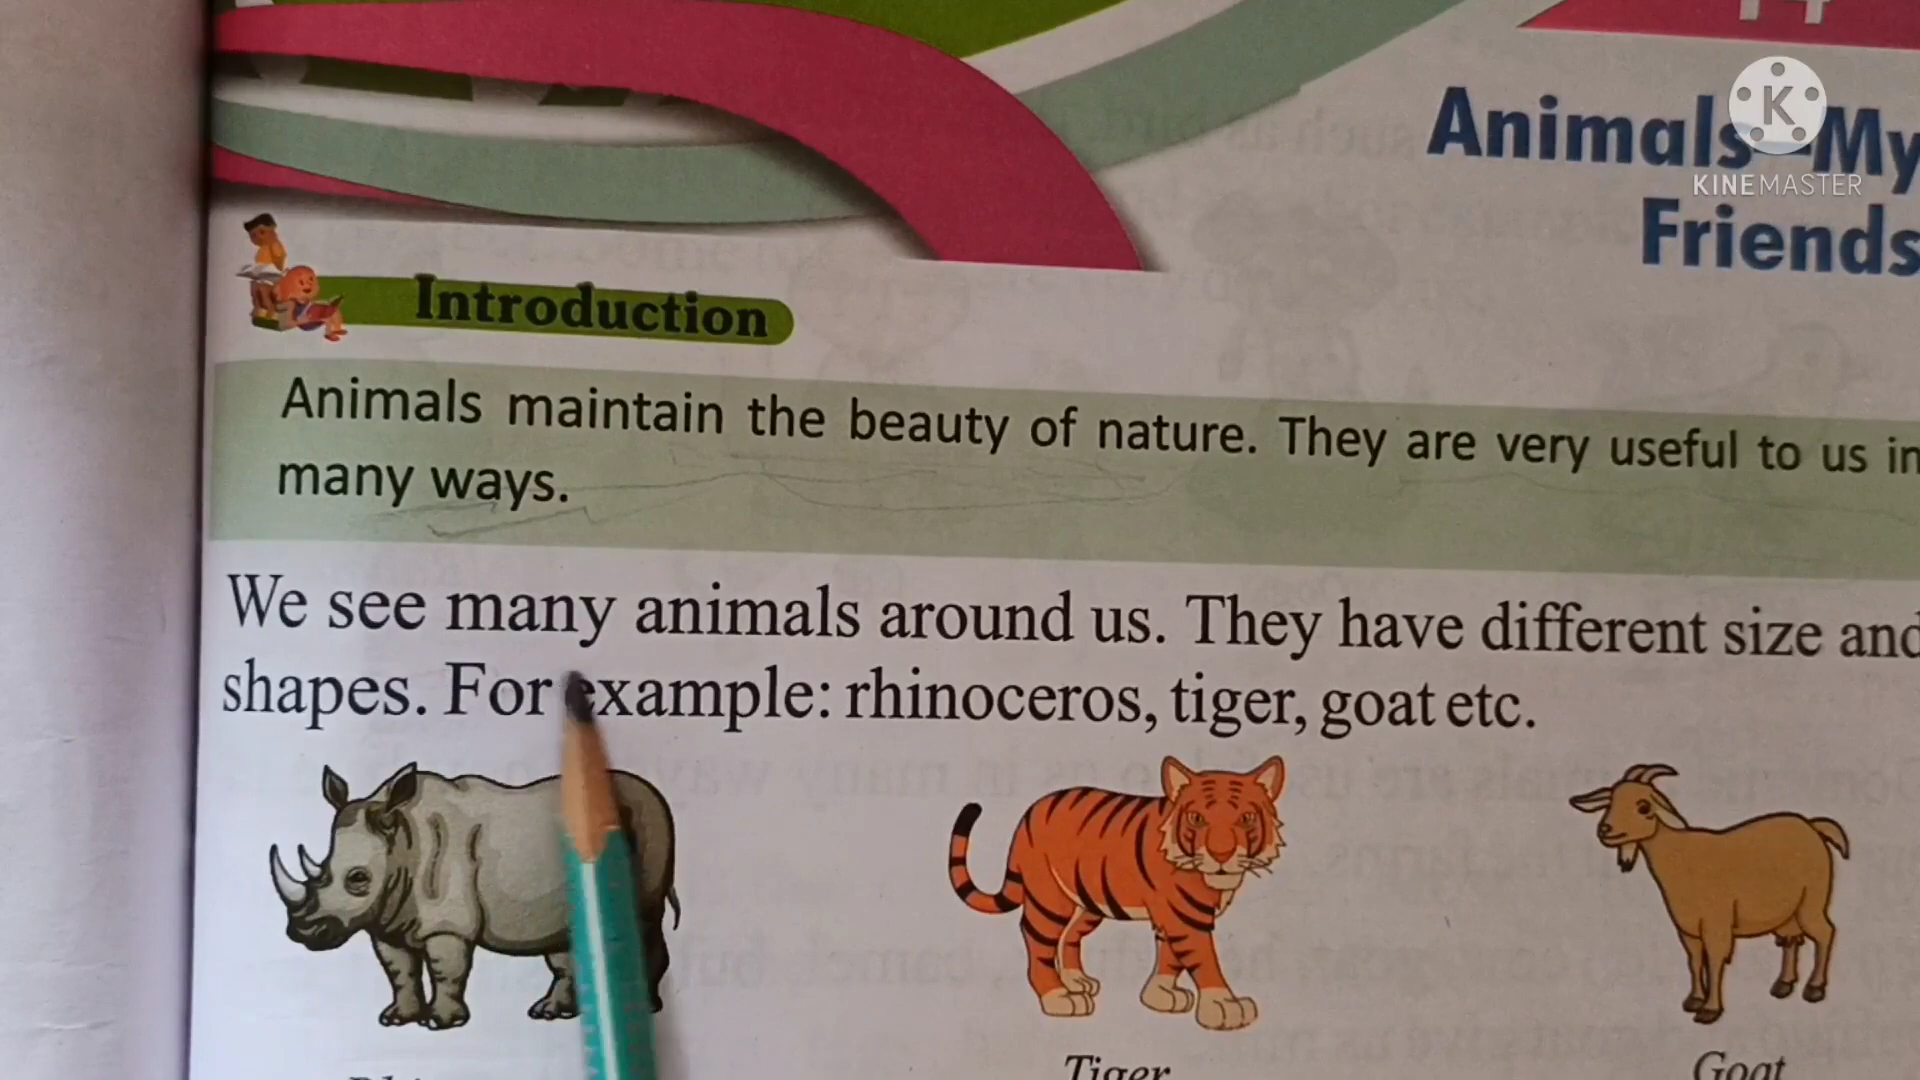 14
Animals–My
Friends
K
KINEMASTER
Introduction
Animals maintain the beauty of nature. They are very useful to us in
many ways.
We see many animals around us. They have different size and
shapes. For example: rhinoceros, tiger, goat etc.
Tiger
Goat